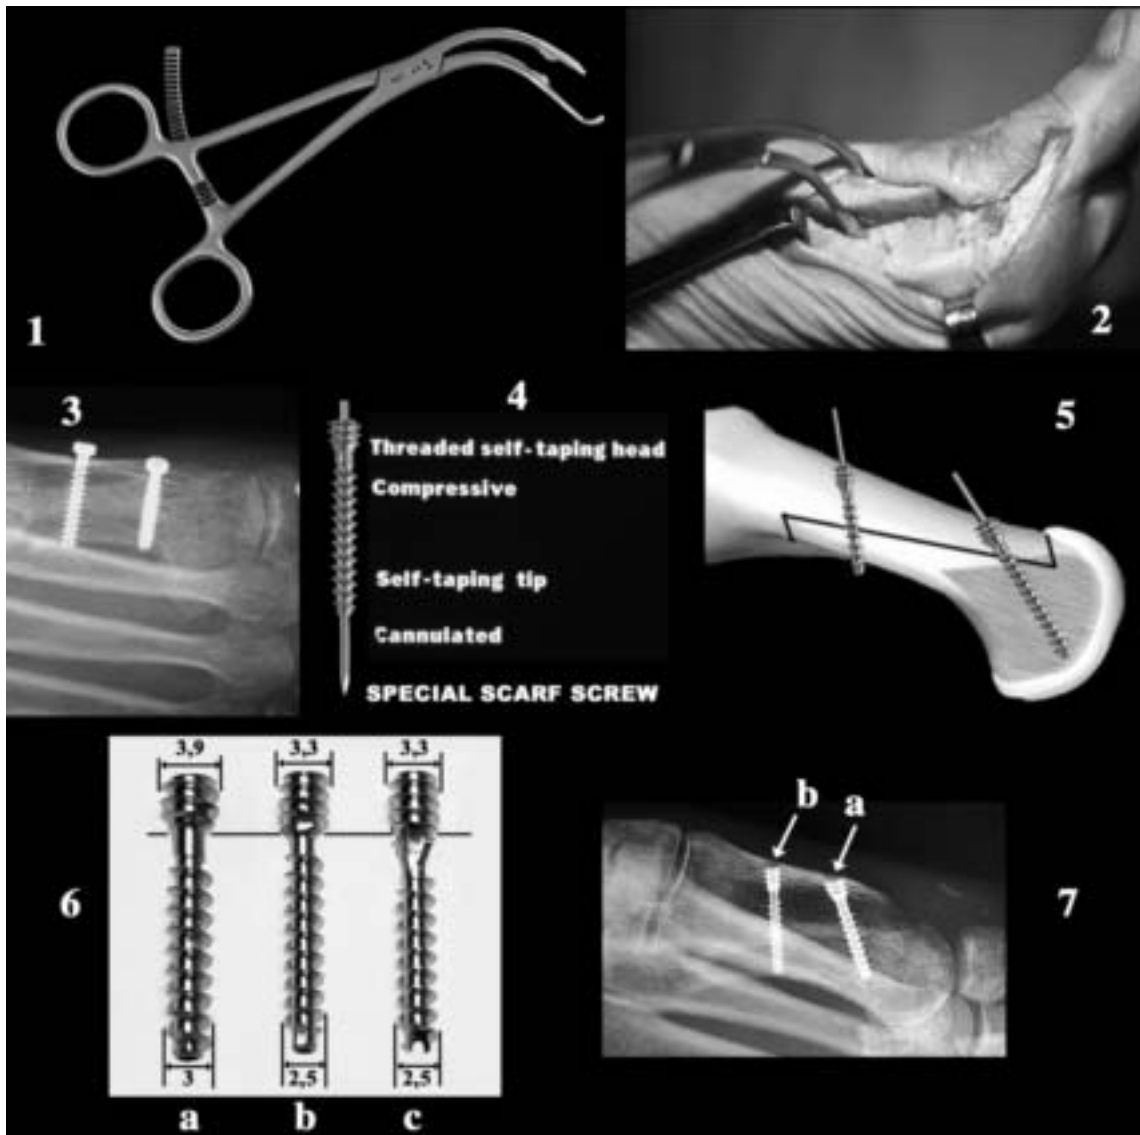 1
2
3
4
Threaded self-taping head
Compressive
Self-taping tip
Cannulated
SPECIAL SCARF SCREW
5
3,9
3,3
3,3
6
3
2,5
2,5
a
b
c
b
a
7